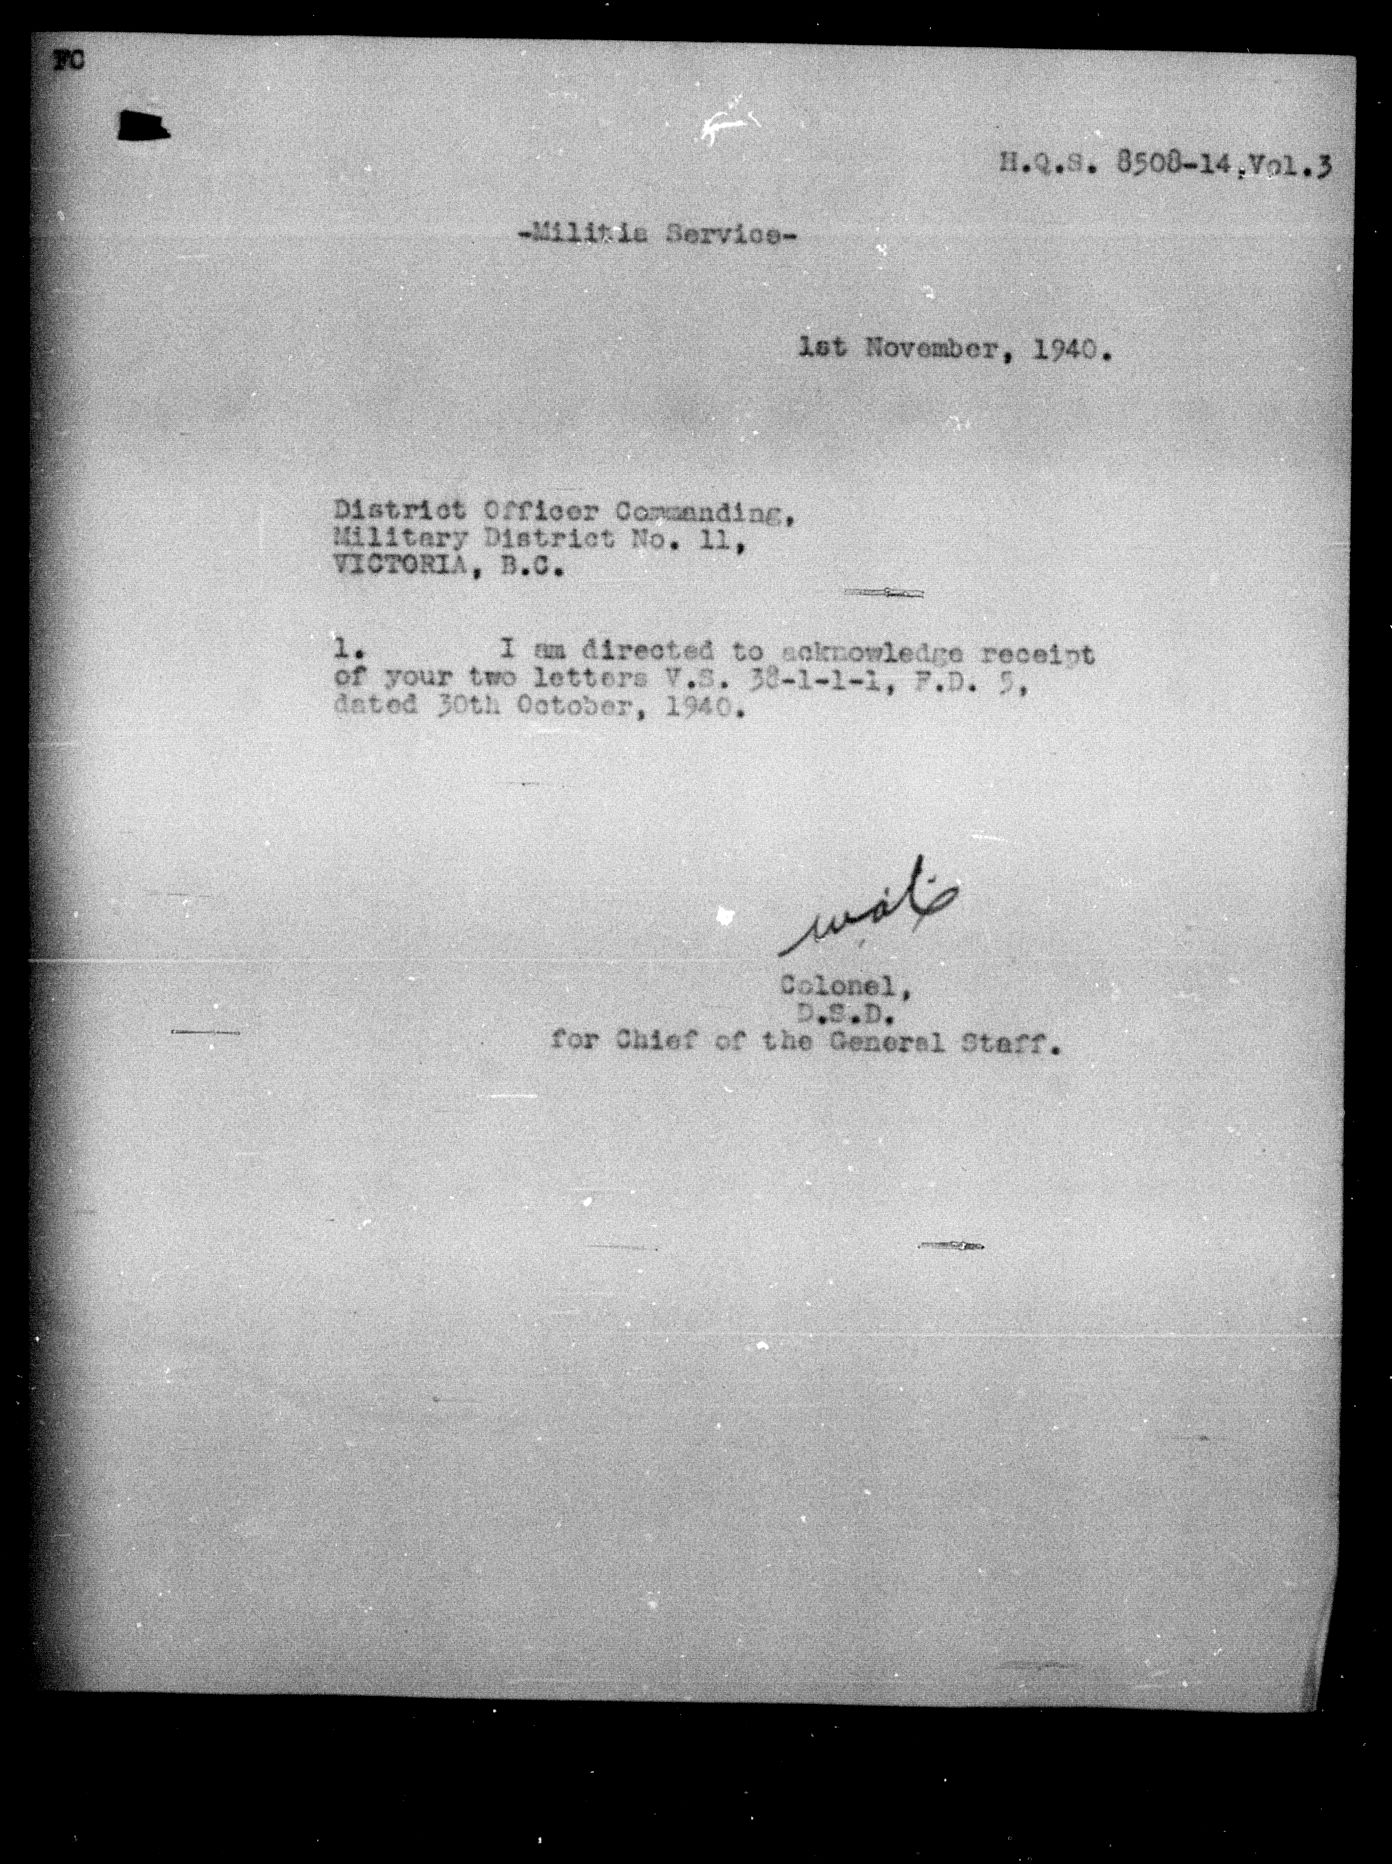 FC
H.Q.S. 8508-14,Vol.3
-Militia Service-
1st November, 1940.
District Officer Commanding,
Military District No. 11,
VICTORIA, B.C.
1. I am directed to acknowledge receipt
of your two letters V.S. 38-1-1-1, F.D. 5,
dated 30th October, 1940.
Colonel,
D.S.D.
for Chief of the General Staff.